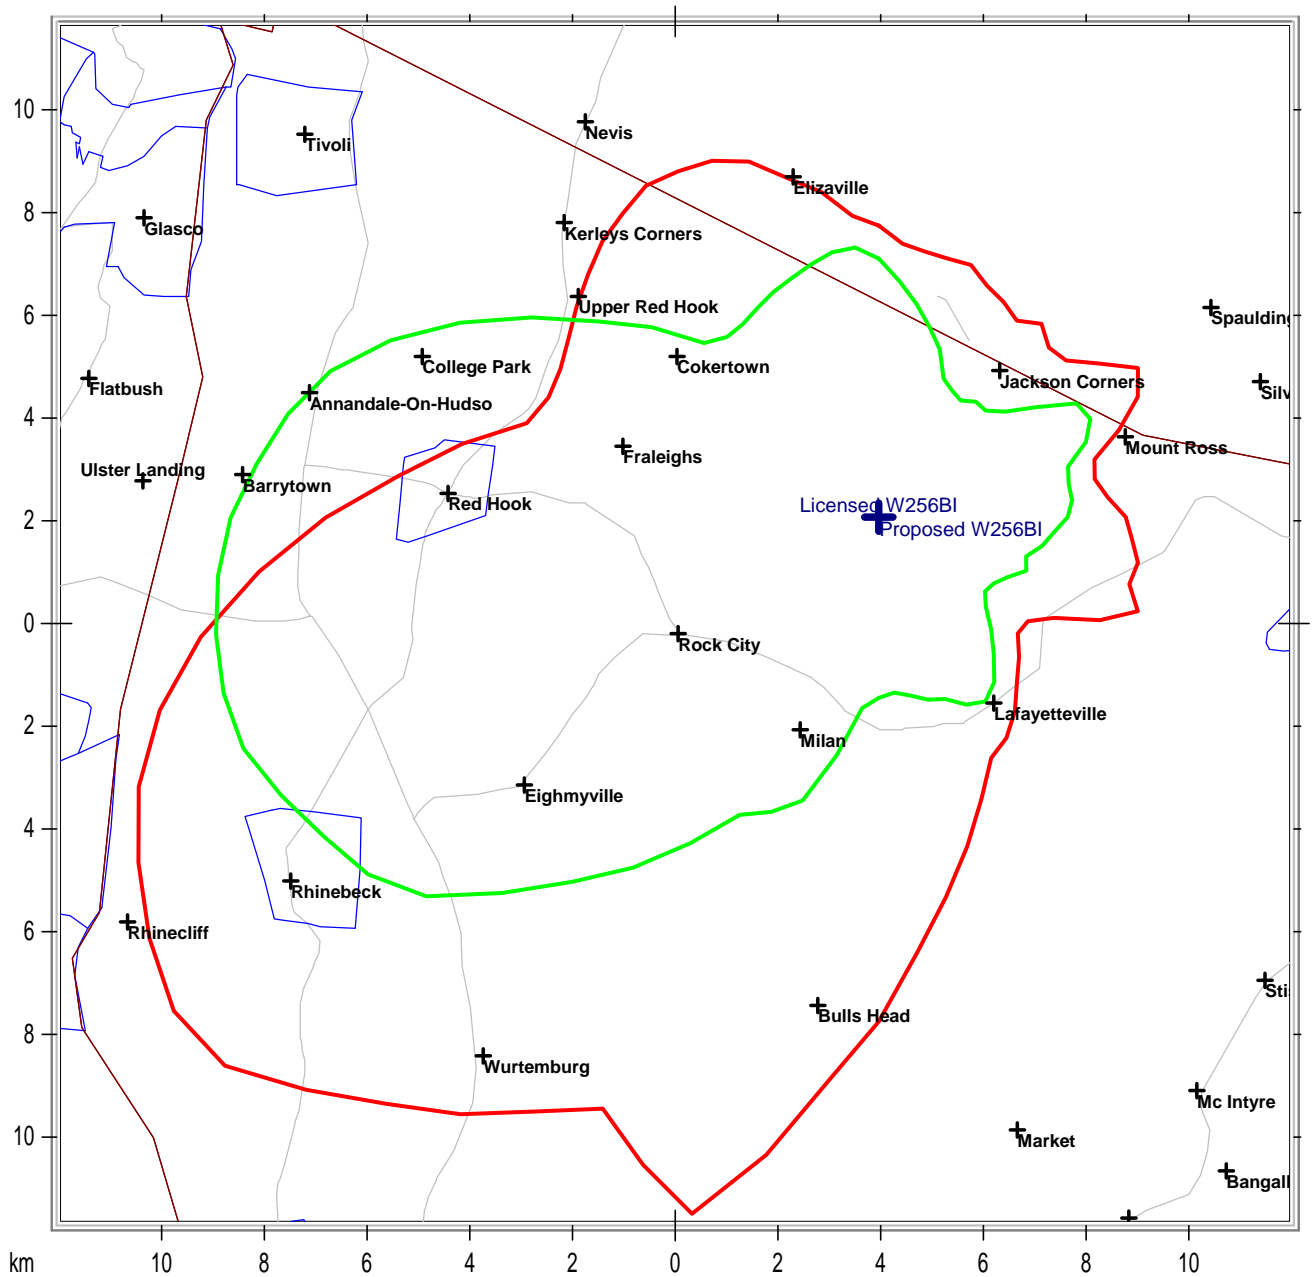 10
Nevis
Tivoli
Elizaville
8
Glasco
Kerleys Corners
6
Upper Red Hook
Spaulding
College Park
Cokertown
Flatbush
Jackson Corners
Silv
4
Annandale-On-Hudso
Mount Ross
Fraleighs
Ulster Landing
Barrytown
Red Hook
2
Licensed W256BI
Proposed W256BI
0
Rock City
Lafayetteville
2
Milan
Eighmyville
4
Rhinebeck
6
Rhinecliff
Stis
Bulls Head
8
Wurtemburg
Mc Intyre
10
Market
Bangall
km 10 8 6 4 2 0 2 4 6 8 10